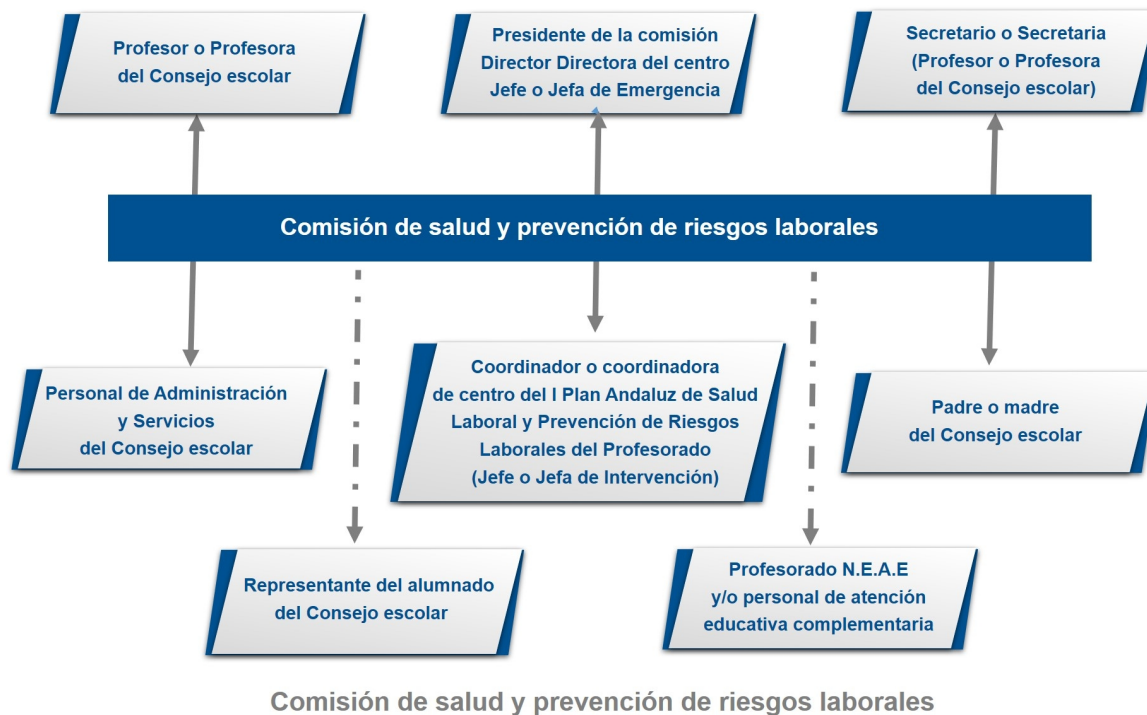 Profesor o Profesora
del Consejo escolar
Presidente de la comisión
Director Directora del centro
Jefe o Jefa de Emergencia
Secretario o Secretaria
(Profesor o Profesora
del Consejo escolar)
Comisión de salud y prevención de riesgos laborales
Personal de Administración
y Servicios
del Consejo escolar
Coordinador o coordinadora
de centro del I Plan Andaluz de Salud
Laboral y Prevención de Riesgos
Laborales del Profesorado
(Jefe o Jefa de Intervención)
Padre o madre
del Consejo escolar
Representante del alumnado
del Consejo escolar
Profesorado N.E.A.E
y/o personal de atención
educativa complementaria
Comisión de salud y prevención de riesgos laborales